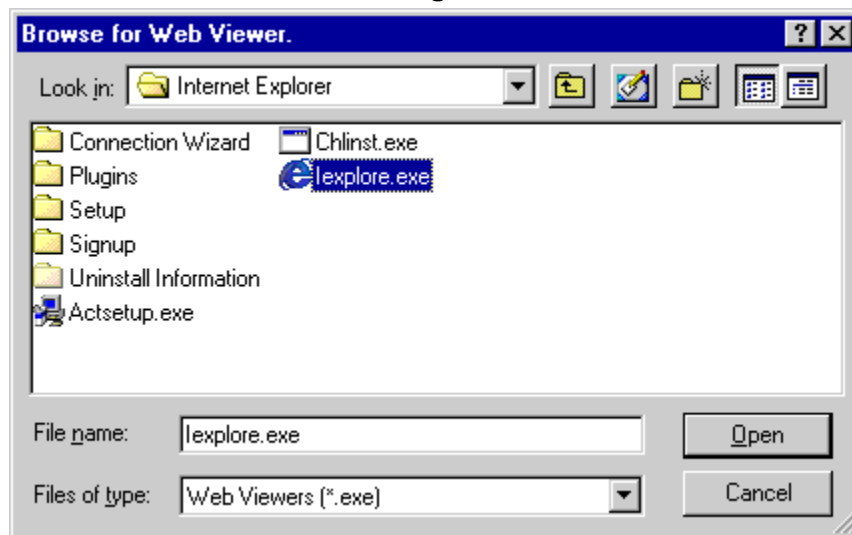 Browse for Web Viewer.
Look in: Internet Explorer
Connection Wizard
Plugins
Setup
Signup
Uninstall Information
Actsetup.exe
Chlinst.exe
Iexplore.exe
File name: Iexplore.exe
Open
Files of type: Web Viewers (*.exe)
Cancel